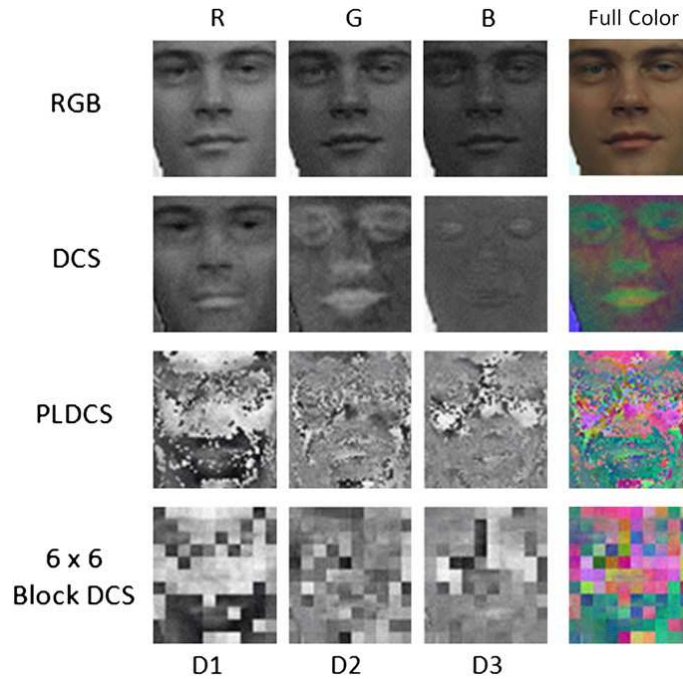 R G B Full Color
RGB
DCS
PLDCS
6 x 6
Block DCS
D1 D2 D3